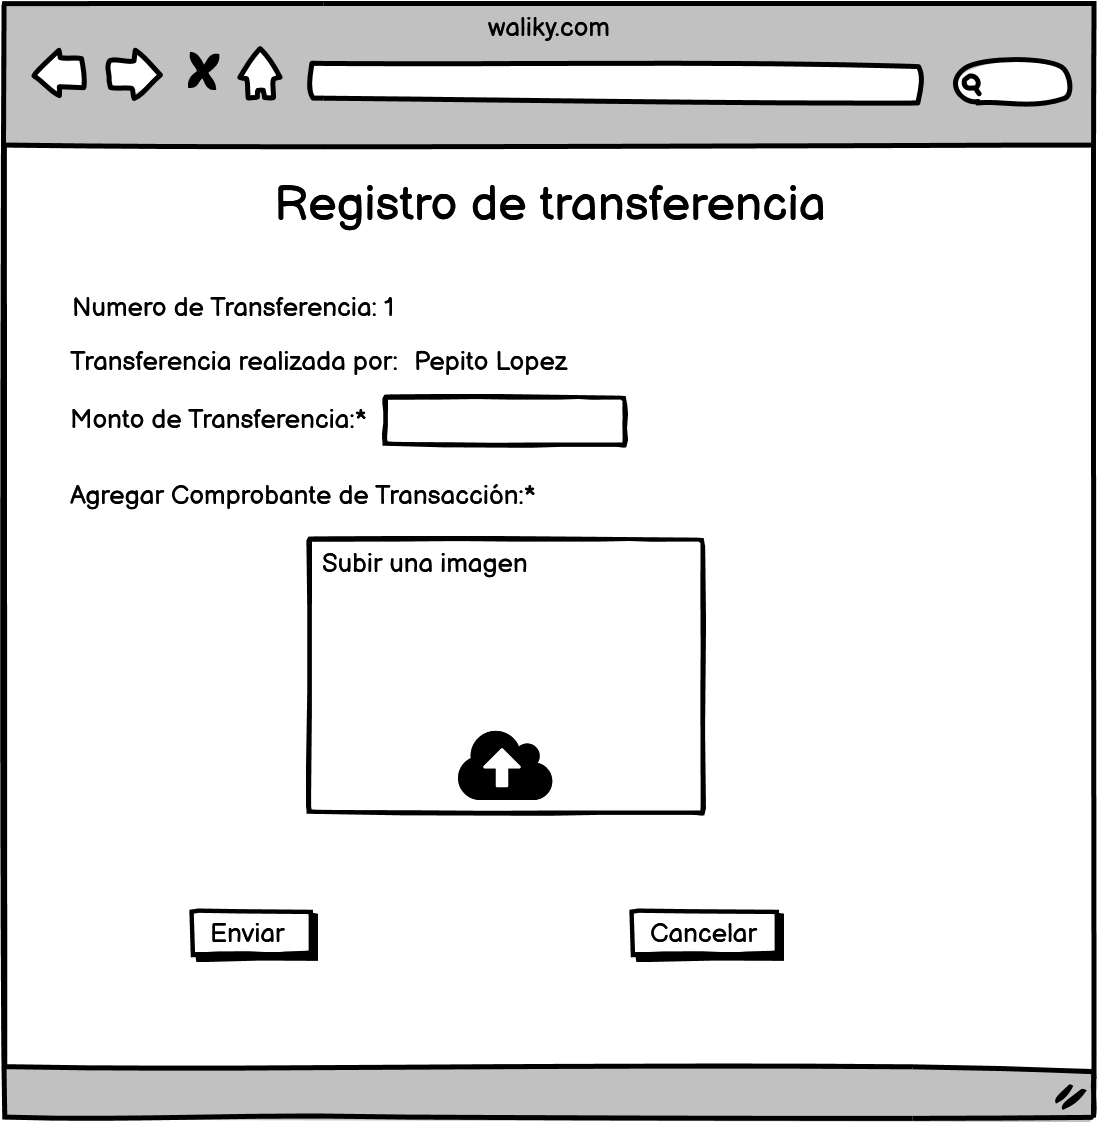 waliky.com
Registro de transferencia
Numero de Transferencia: 1
Transferencia realizada por: Pepito Lopez
Monto de Transferencia:*
Agregar Comprobante de Transacción:*
Subir una imagen
Enviar
Cancelar